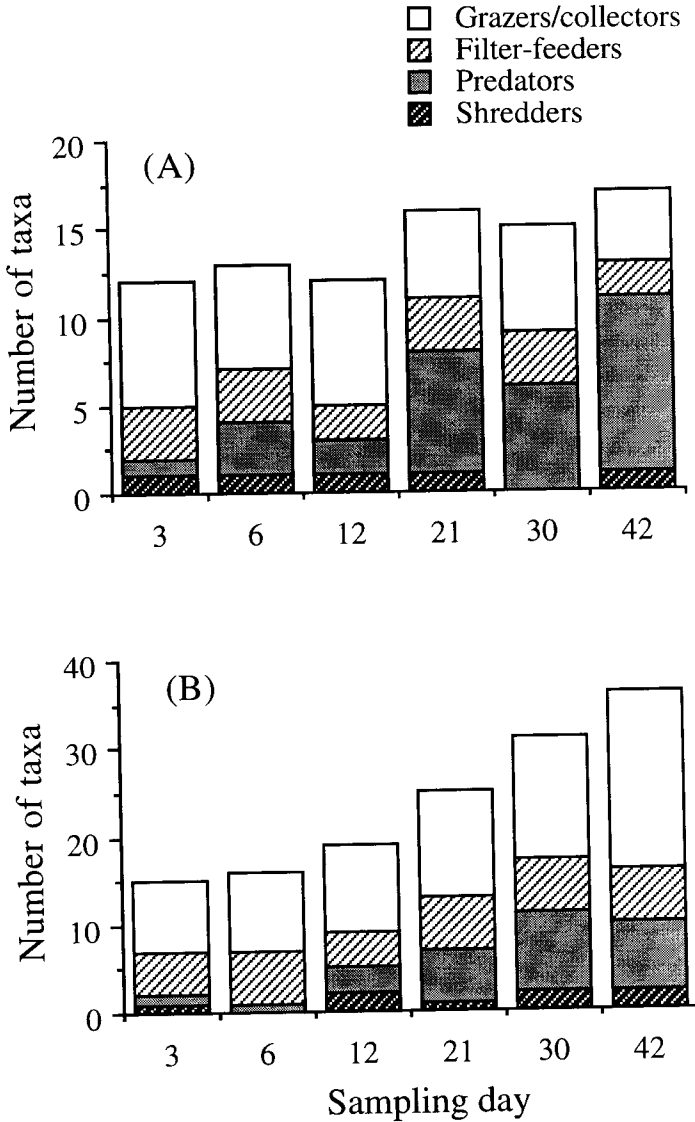 Grazers/collectors
Filter-feeders
Predators
Shredders
(A)
Number of taxa
20
15
10
5
0
3 6 12 21 30 42
(B)
Number of taxa
40
30
20
10
0
3 6 12 21 30 42
Sampling day